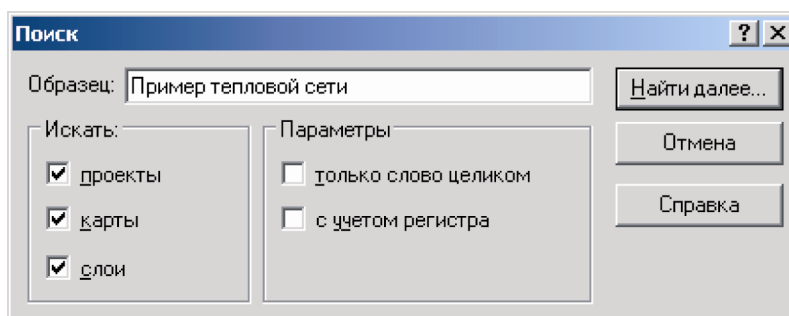 Поиск
Образец: Пример тепловой сети
Найти далее...
Искать:
проекты
карты
слои
Параметры
только слово целиком
с учетом регистра
Отмена
Справка